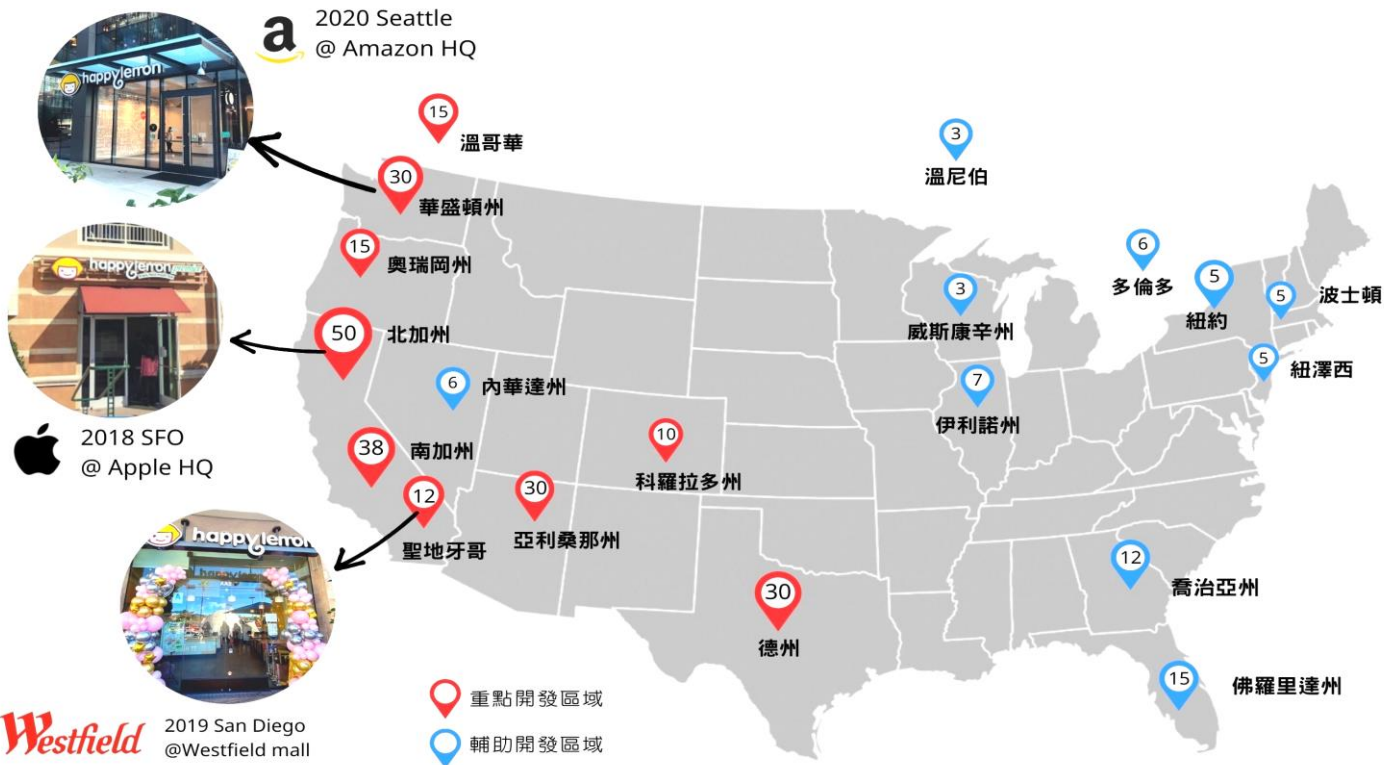 a
2020 Seattle
@ Amazon HQ
happylemon
15
溫哥華
3
溫尼伯
30
華盛頓州
15
奧瑞岡州
6
多倫多
5
紐約
5
波士頓
happylemon
50
北加州
3
威斯康辛州
5
紐澤西
6
內華達州
7
伊利諾州
2018 SFO
@ Apple HQ
38
南加州
10
科羅拉多州
12
聖地牙哥
30
亞利桑那州
happylemon
12
喬治亞州
30
德州
15
佛羅里達州
重點開發區域
輔助開發區域
Westfield
2019 San Diego
@Westfield mall